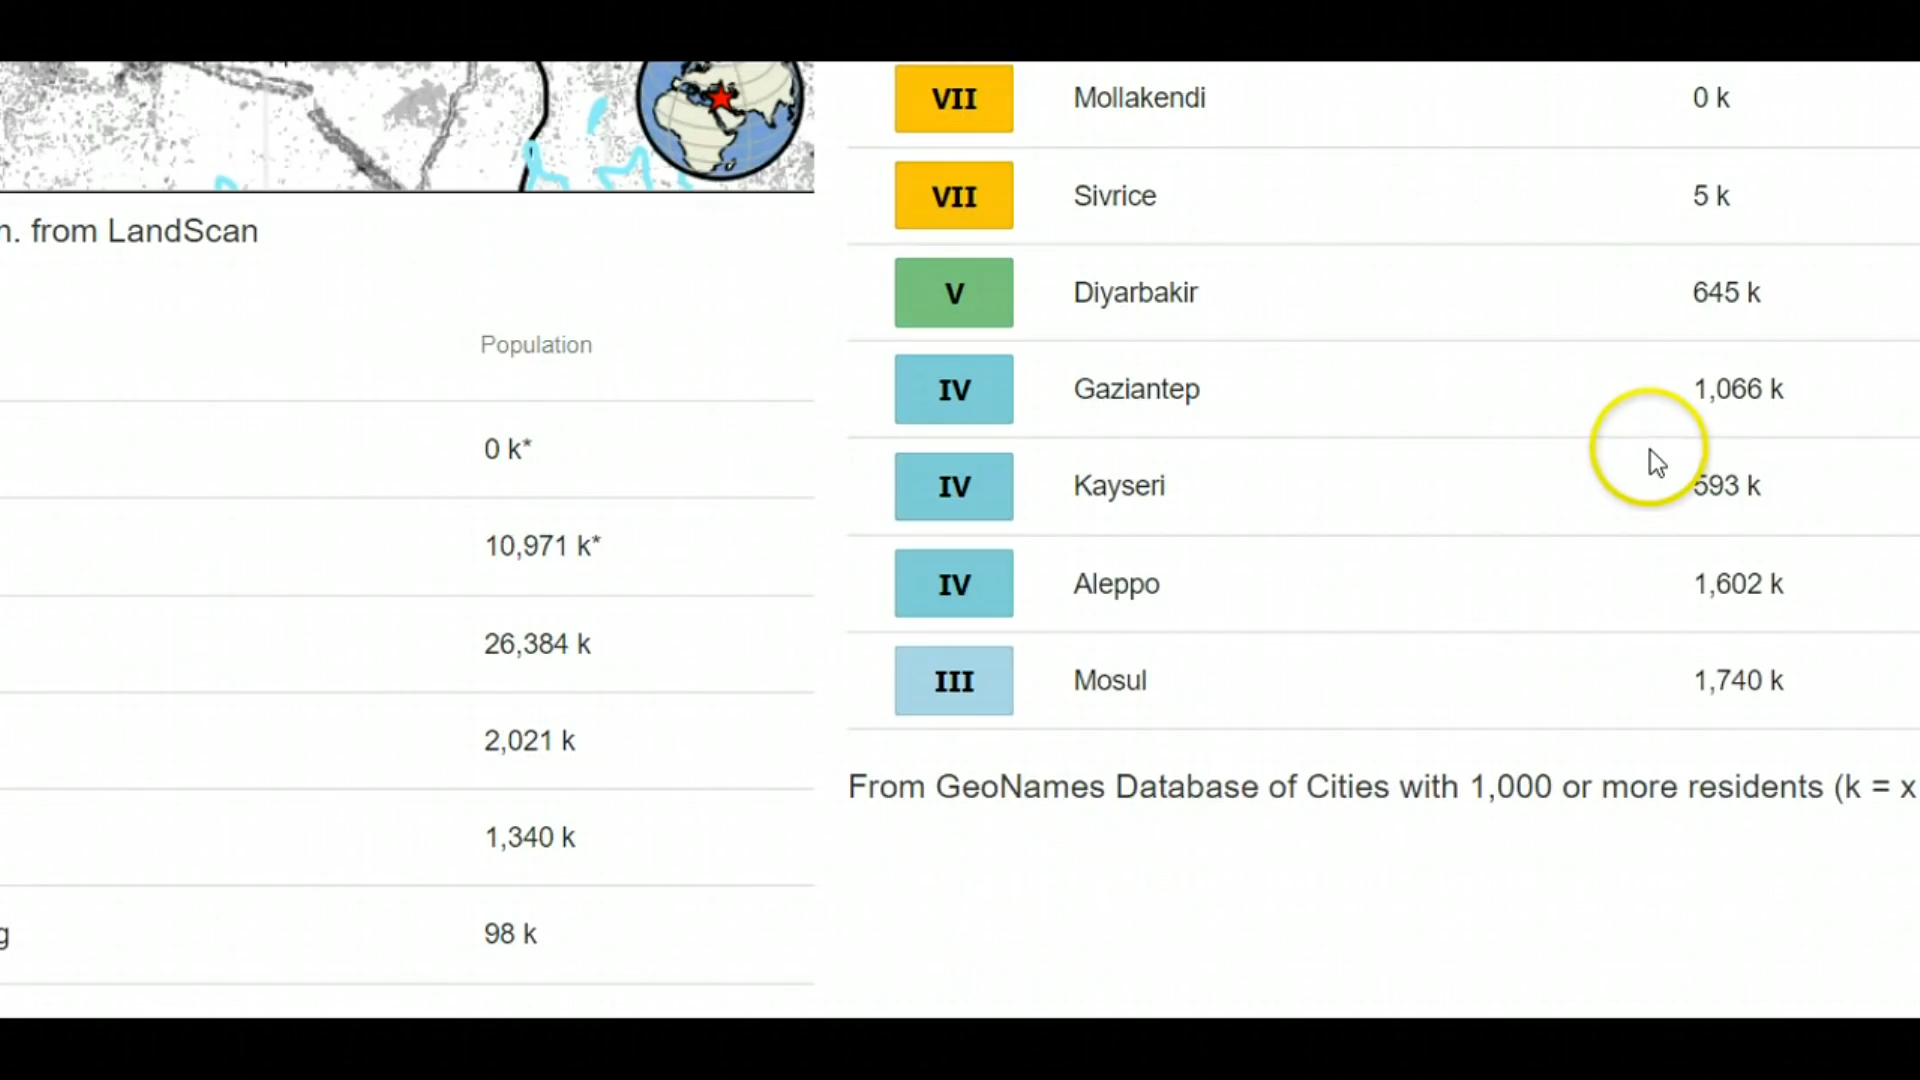 n. from LandScan
Population
0 k*
10,971 k*
26,384 k
2,021 k
1,340 k
g 98 k
VII Mollakendi 0 k
VII Sivrice 5 k
V Diyarbakir 645 k
IV Gaziantep 1,066 k
IV Kayseri 593 k
IV Aleppo 1,602 k
III Mosul 1,740 k
From GeoNames Database of Cities with 1,000 or more residents (k = x